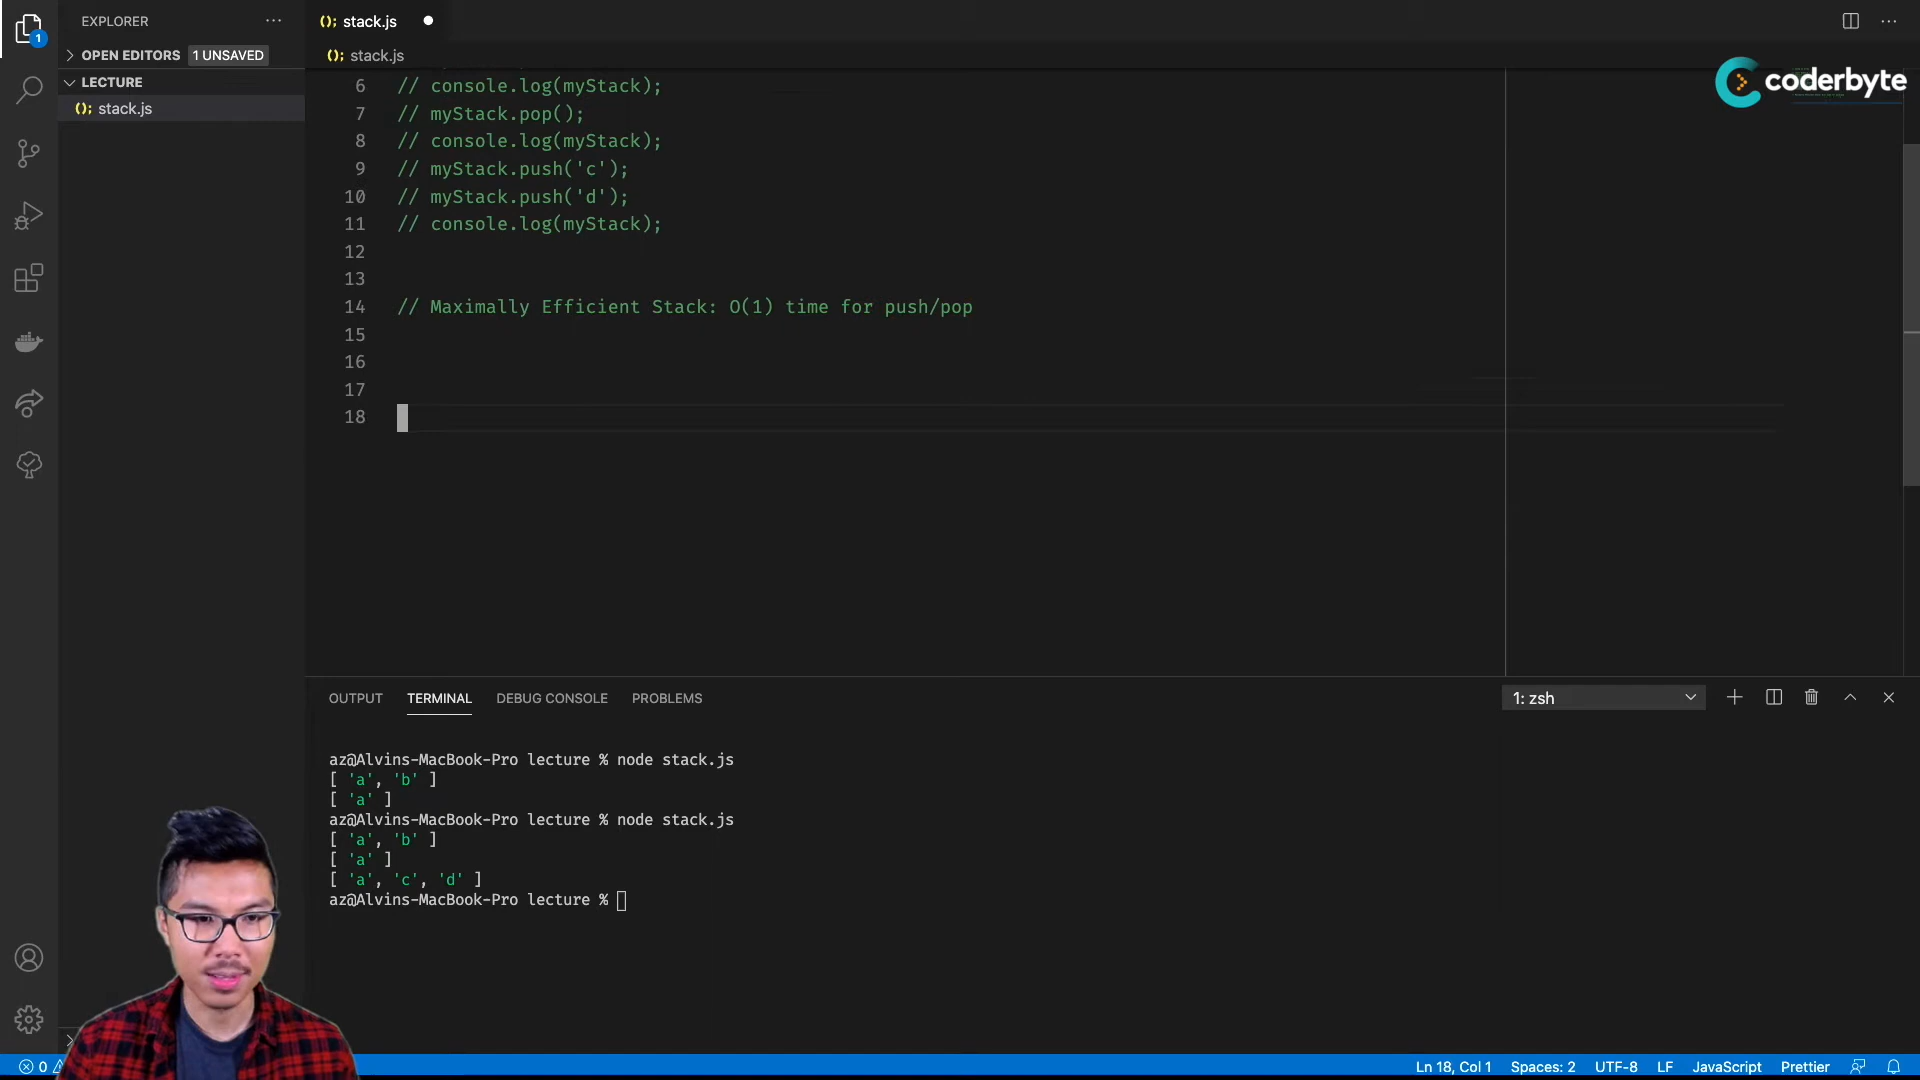 EXPLORER
OPEN EDITORS 1 UNSAVED
LECTURE
(); stack.js
1
(); stack.js
(); stack.js
coderbyte
6 // console.log(myStack);
7 // myStack.pop();
8 // console.log(myStack);
9 // myStack.push('c');
10 // myStack.push('d');
11 // console.log(myStack);
12
13
14 // Maximally Efficient Stack: O(1) time for push/pop
15
16
17
18
OUTPUT TERMINAL DEBUG CONSOLE PROBLEMS
1: zsh
az@Alvins-MacBook-Pro lecture % node stack.js
[ 'a', 'b' ]
[ 'a' ]
az@Alvins-MacBook-Pro lecture % node stack.js
[ 'a', 'b' ]
[ 'a' ]
[ 'a', 'c', 'd' ]
az@Alvins-MacBook-Pro lecture %
0 Ln 18, Col 1 Spaces: 2 UTF-8 LF JavaScript Prettier